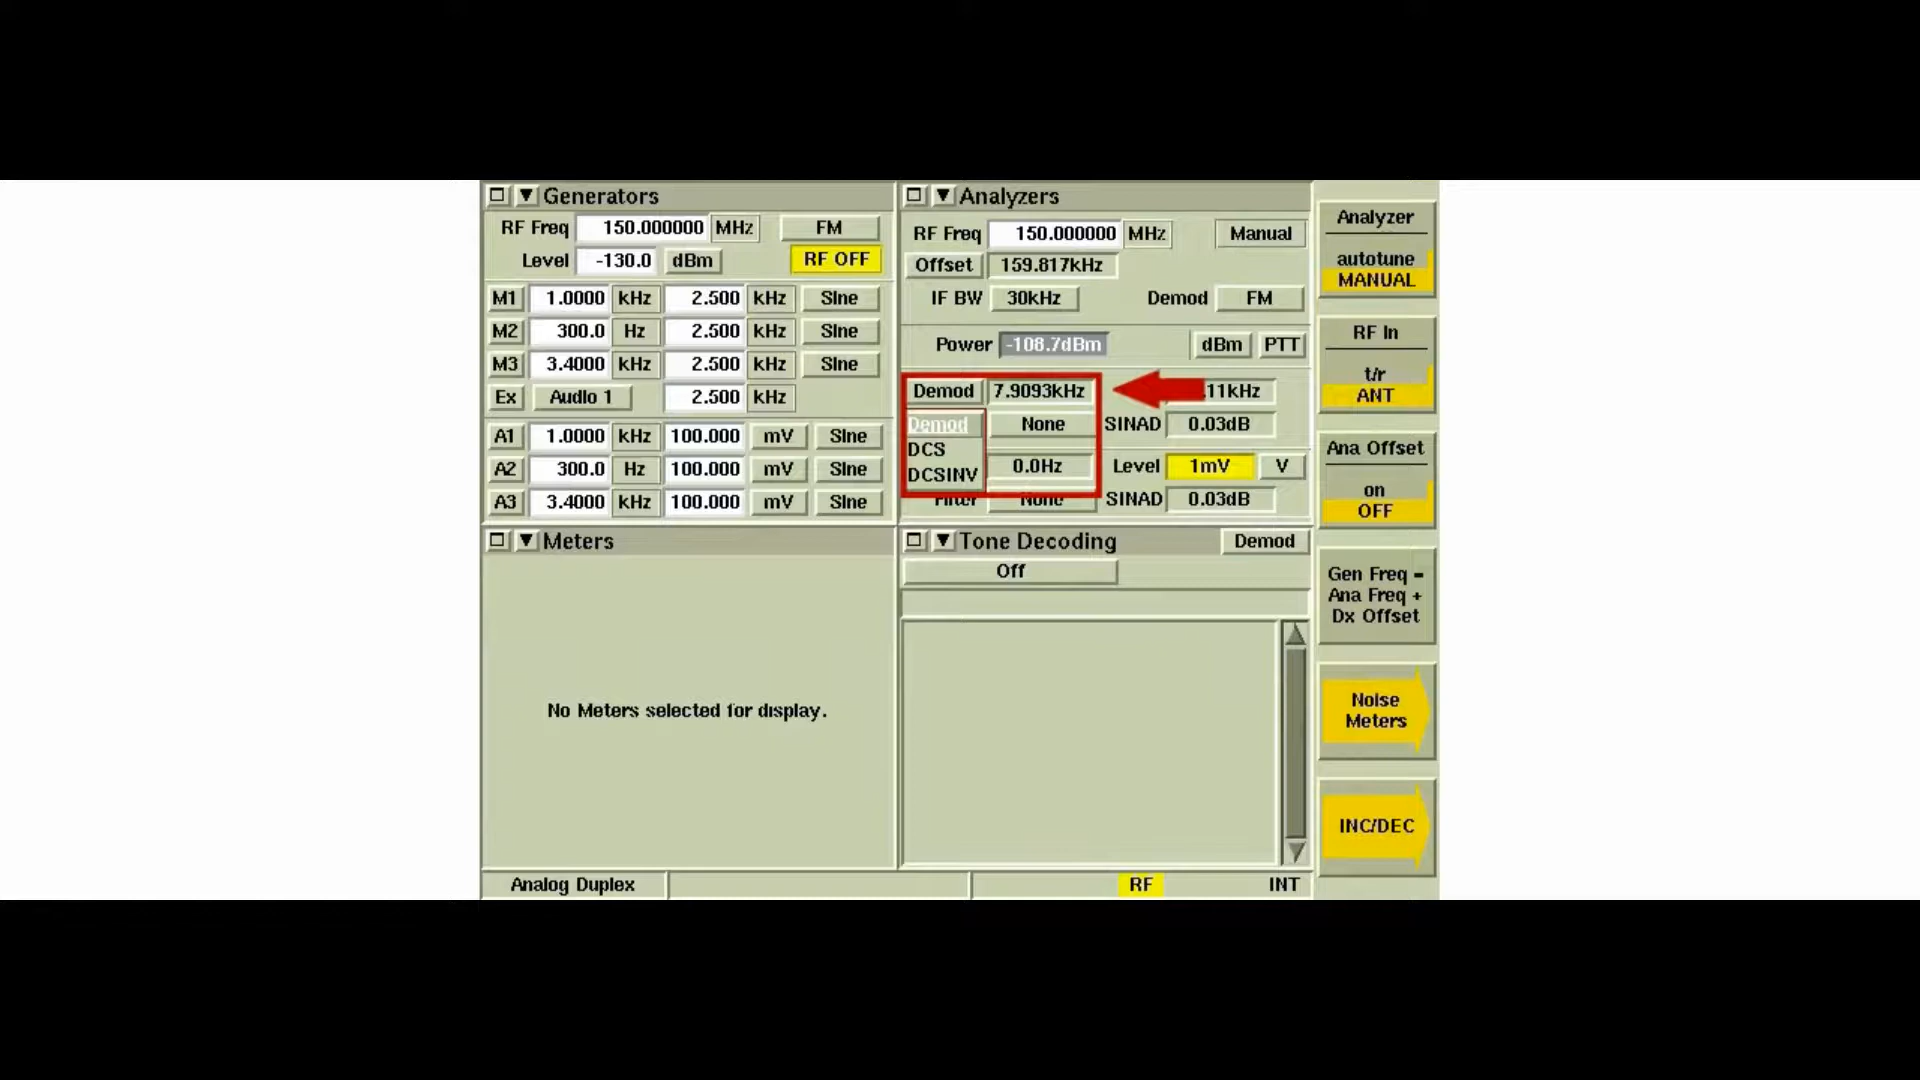 Generators
RF Freq 150.000000 MHz FM
Level -130.0 dBm RF OFF
M1 1.0000 kHz 2.500 kHz Sine
M2 300.0 Hz 2.500 kHz Sine
M3 3.4000 kHz 2.500 kHz Sine
Ex Audio 1 2.500 kHz
A1 1.0000 kHz 100.000 mV Sine
A2 300.0 Hz 100.000 mV Sine
A3 3.4000 kHz 100.000 mV Sine
Analyzers
RF Freq 150.000000 MHz Manual
Offset 159.817kHz
IF BW 30kHz Demod FM
Power -108.7dBm dBm PTT
Demod 7.9093kHz 11kHz
Demod None SINAD 0.03dB
DCS
DCSINV 0.0Hz Level 1mV V
Filter None SINAD 0.03dB
Meters
No Meters selected for display.
Tone Decoding Demod
Off
Analyzer
autotune
MANUAL
RF In
t/r
ANT
Ana Offset
on
OFF
Gen Freq =
Ana Freq +
Dx Offset
Noise
Meters
INC/DEC
Analog Duplex RF INT